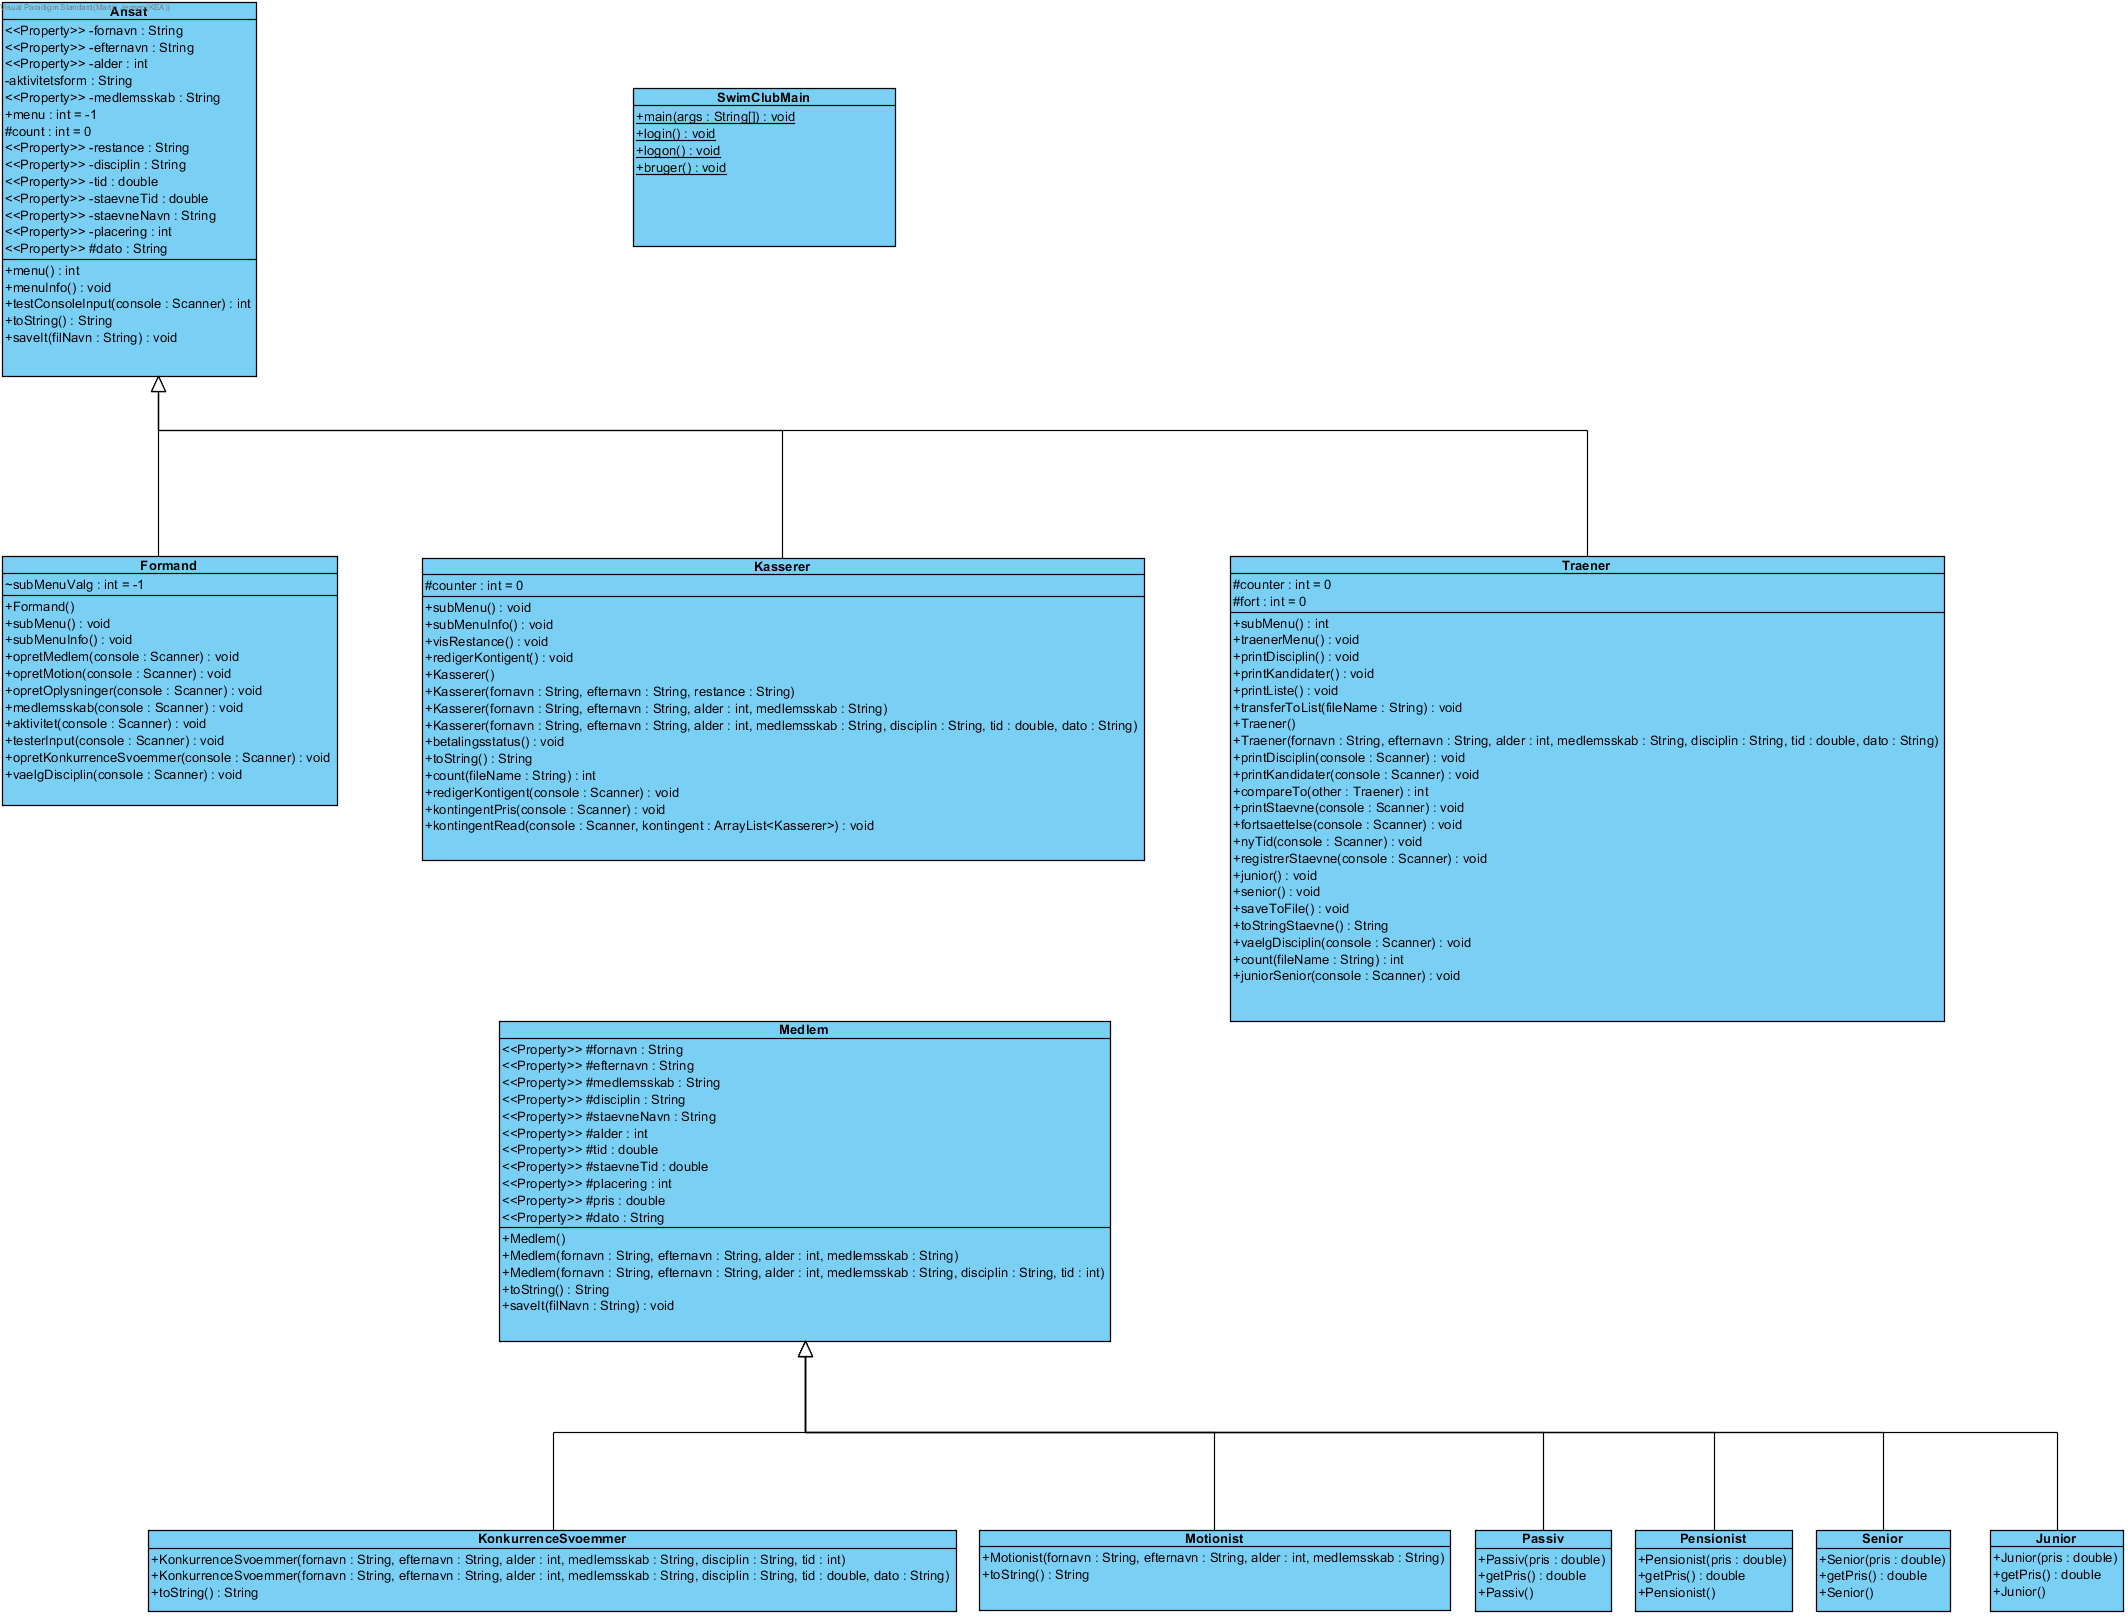 Visual Paradigm Standard(Mar
(KEA))
Ansat
<<Property>> -fornavn : String
<<Property>> -efternavn : String
<<Property>> -alder : int
-aktivitetsform : String
<<Property>> -medlemsskab : String
+menu : int = -1
#count : int = 0
<<Property>> -restance : String
<<Property>> -disciplin : String
<<Property>> -tid : double
<<Property>> -staevneTid : double
<<Property>> -staevneNavn : String
<<Property>> -placering : int
<<Property>> #dato : String
+menu() : int
+menuInfo() : void
+testConsoleInput(console : Scanner) : int
+toString() : String
+saveIt(filNavn : String) : void
SwimClubMain
+main(args : String[]) : void
+login() : void
+logon() : void
+bruger() : void
Formand
~subMenuValg : int = -1
+Formand()
+subMenu() : void
+subMenuInfo() : void
+opretMedlem(console : Scanner) : void
+opretMotion(console : Scanner) : void
+opretOplysninger(console : Scanner) : void
+medlemsskab(console : Scanner) : void
+aktivitet(console : Scanner) : void
+testerInput(console : Scanner) : void
+opretKonkurrenceSvoemmer(console : Scanner) : void
+vaelgDisciplin(console : Scanner) : void
Kasserer
#counter : int = 0
+subMenu() : void
+subMenuInfo() : void
+visRestance() : void
+redigerKontigent() : void
+Kasserer()
+Kasserer(fornavn : String, efternavn : String, restance : String)
+Kasserer(fornavn : String, efternavn : String, alder : int, medlemsskab : String)
+Kasserer(fornavn : String, efternavn : String, alder : int, medlemsskab : String, disciplin : String, tid : double, dato : String)
+betalingsstatus() : void
+toString() : String
+count(fileName : String) : int
+redigerKontigent(console : Scanner) : void
+kontingentPris(console : Scanner) : void
+kontingentRead(console : Scanner, kontingent : ArrayList<Kasserer>) : void
Traener
#counter : int = 0
#fort : int = 0
+subMenu() : int
+traenerMenu() : void
+printDisciplin() : void
+printKandidater() : void
+printListe() : void
+transferToList(fileName : String) : void
+Traener()
+Traener(fornavn : String, efternavn : String, alder : int, medlemsskab : String, disciplin : String, tid : double, dato : String)
+printDisciplin(console : Scanner) : void
+printKandidater(console : Scanner) : void
+compareTo(other : Traener) : int
+printStaevne(console : Scanner) : void
+fortsaettelse(console : Scanner) : void
+nyTid(console : Scanner) : void
+registrerStaevne(console : Scanner) : void
+junior() : void
+senior() : void
+saveToFile() : void
+toStringStaevne() : String
+vaelgDisciplin(console : Scanner) : void
+count(fileName : String) : int
+juniorSenior(console : Scanner) : void
Medlem
<<Property>> #fornavn : String
<<Property>> #efternavn : String
<<Property>> #medlemsskab : String
<<Property>> #disciplin : String
<<Property>> #staevneNavn : String
<<Property>> #alder : int
<<Property>> #tid : double
<<Property>> #staevneTid : double
<<Property>> #placering : int
<<Property>> #pris : double
<<Property>> #dato : String
+Medlem()
+Medlem(fornavn : String, efternavn : String, alder : int, medlemsskab : String)
+Medlem(fornavn : String, efternavn : String, alder : int, medlemsskab : String, disciplin : String, tid : int)
+toString() : String
+saveIt(filNavn : String) : void
KonkurrenceSvoemmer
+KonkurrenceSvoemmer(fornavn : String, efternavn : String, alder : int, medlemsskab : String, disciplin : String, tid : int)
+KonkurrenceSvoemmer(fornavn : String, efternavn : String, alder : int, medlemsskab : String, disciplin : String, tid : double, dato : String)
+toString() : String
Motionist
+Motionist(fornavn : String, efternavn : String, alder : int, medlemsskab : String)
+toString() : String
Passiv
+Passiv(pris : double)
+getPris() : double
+Passiv()
Pensionist
+Pensionist(pris : double)
+getPris() : double
+Pensionist()
Senior
+Senior(pris : double)
+getPris() : double
+Senior()
Junior
+Junior(pris : double)
+getPris() : double
+Junior()